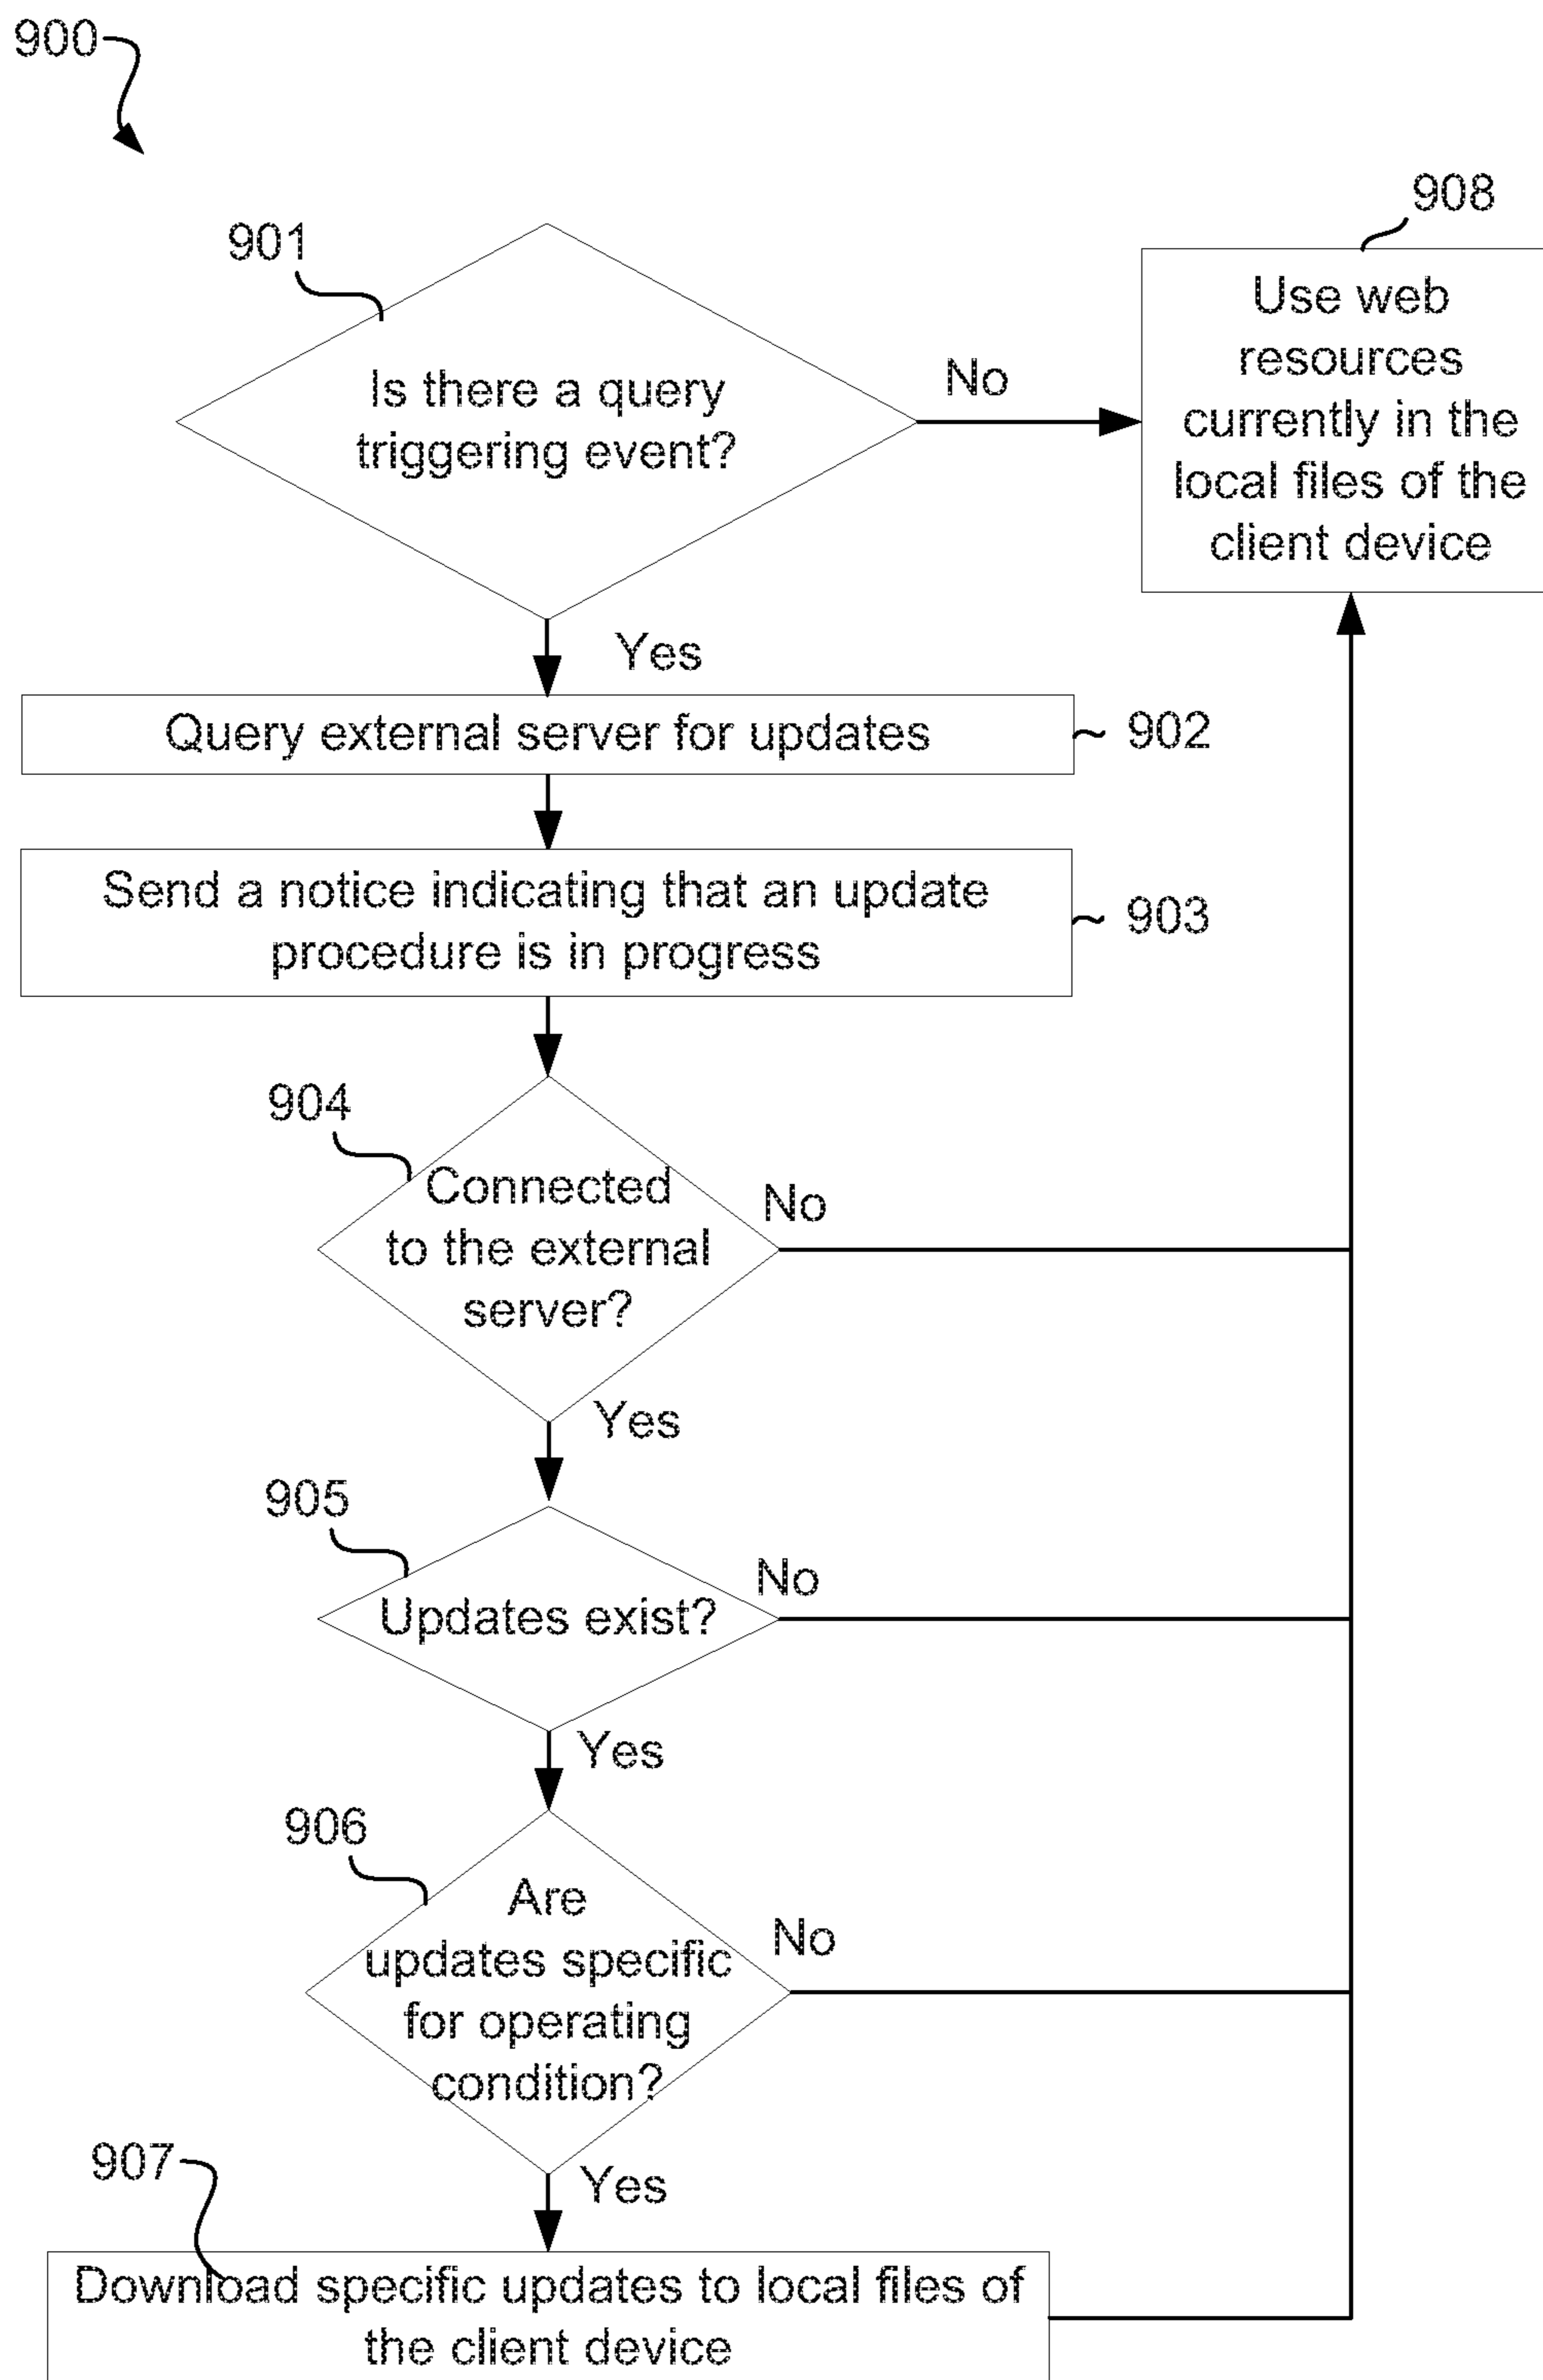 900
908
901
Use web
resources
currently in the
local files of the
client device
Is there a query
triggering event?
No
Yes
Query external server for updates
902
Send a notice indicating that an update
procedure is in progress
903
904
Connected
to the external
server?
No
Yes
905
Updates exist?
No
Yes
906
Are
updates specific
for operating
condition?
No
Yes
907
Download specific updates to local files of
the client device